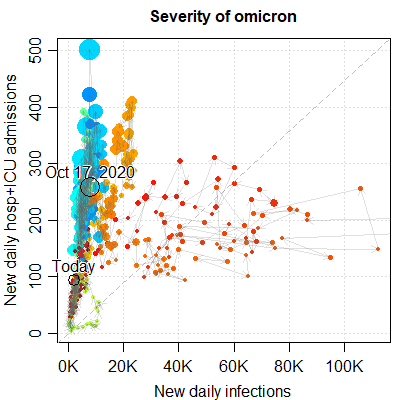 Severity of omicron
New daily hosp+ICU admissions
500
400
300
200
100
0
Oct 17, 2020
Today
0K 20K 40K 60K 80K 100K
New daily infections